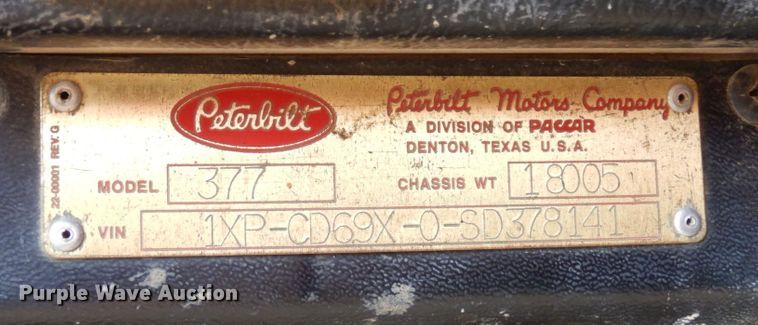 Peterbilt
Peterbilt Motors Company
A DIVISION OF PACCAR
DENTON, TEXAS U.S.A.
MODEL 377 CHASSIS WT 18005
VIN 1XP-CD69X-0-SD378141
22-00001 REV. G
Purple Wave Auction